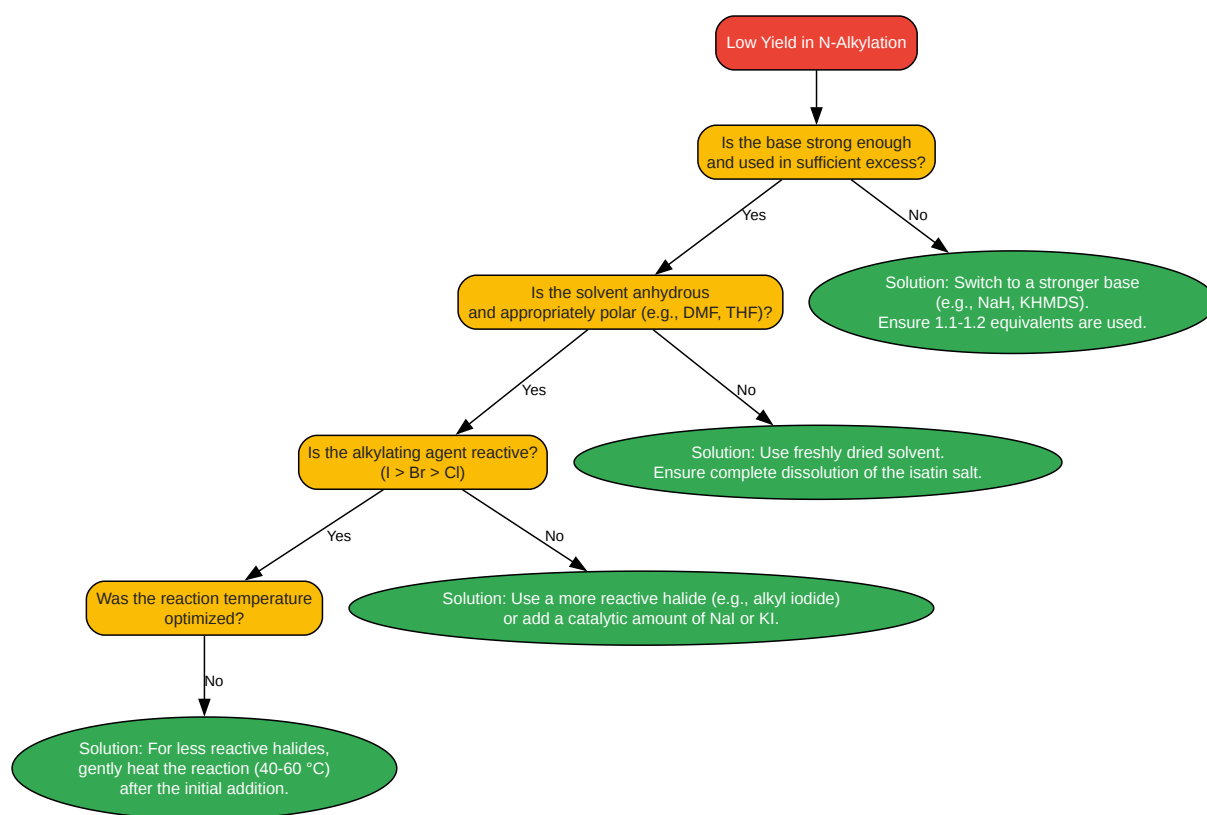 Low Yield in N-Alkylation
Is the base strong enough
and used in sufficient excess?
Yes
No
Is the solvent anhydrous
and appropriately polar (e.g., DMF, THF)?
Solution: Switch to a stronger base
(e.g., NaH, KHMDS).
Ensure 1.1-1.2 equivalents are used.
Yes
No
Is the alkylating agent reactive?
(I > Br > Cl)
Solution: Use freshly dried solvent.
Ensure complete dissolution of the isatin salt.
Yes
No
Was the reaction temperature
optimized?
Solution: Use a more reactive halide (e.g., alkyl iodide)
or add a catalytic amount of NaI or KI.
No
Solution: For less reactive halides,
gently heat the reaction (40-60 °C)
after the initial addition.